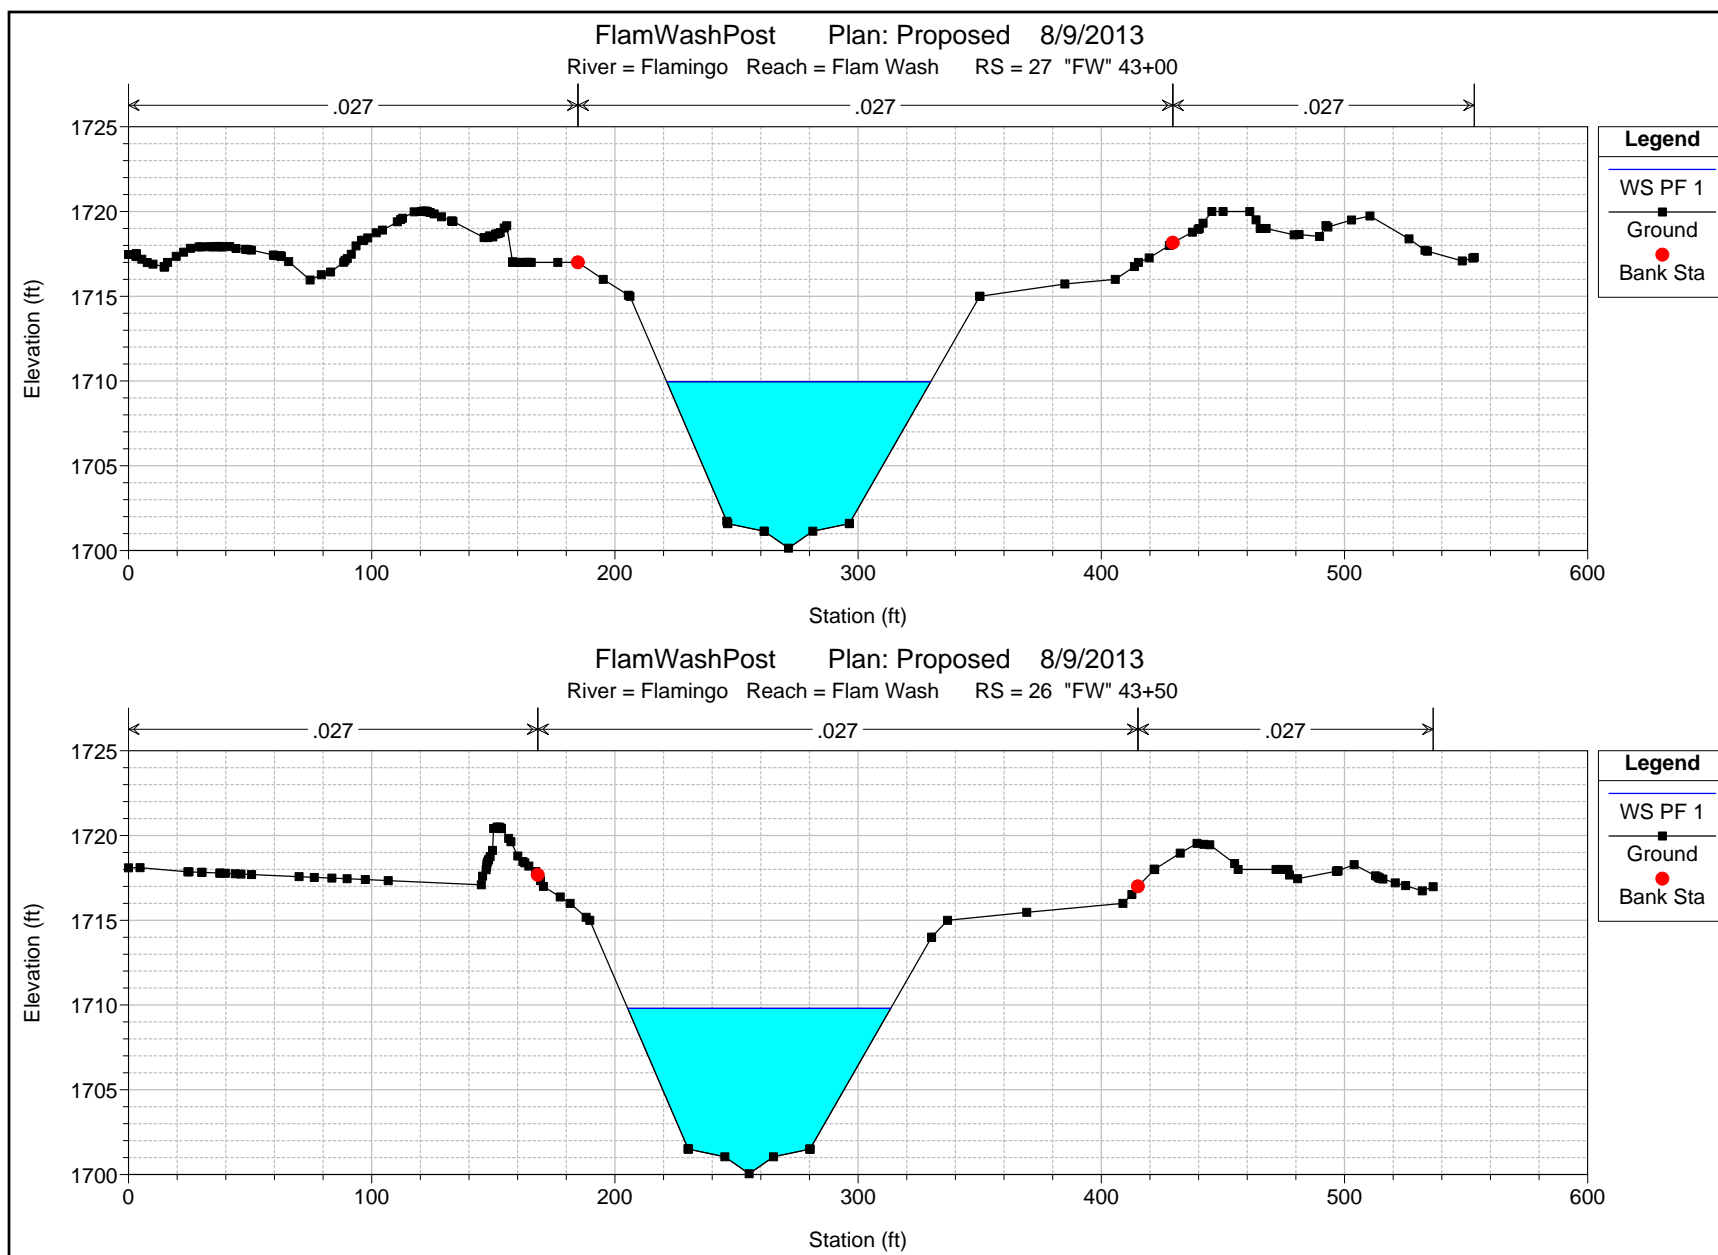 FlamWashPost Plan: Proposed 8/9/2013
River = Flamingo Reach = Flam Wash RS = 27 "FW" 43+00
.027 .027 .027
1725
1720
1715
1710
1705
1700
Elevation (ft)
0 100 200 300 400 500 600
Station (ft)
Legend
WS PF 1
Ground
Bank Sta
FlamWashPost Plan: Proposed 8/9/2013
River = Flamingo Reach = Flam Wash RS = 26 "FW" 43+50
.027 .027 .027
1725
1720
1715
1710
1705
1700
Elevation (ft)
0 100 200 300 400 500 600
Station (ft)
Legend
WS PF 1
Ground
Bank Sta